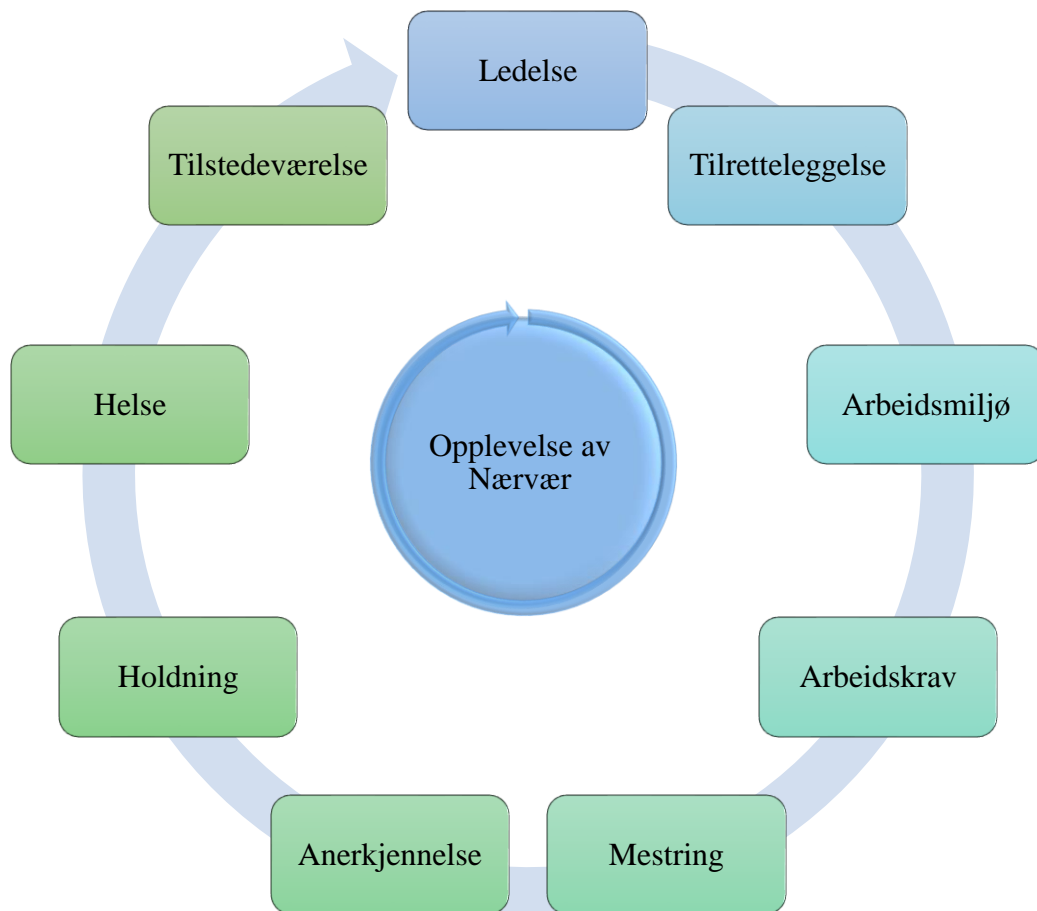 Ledelse
Tilretteleggelse
Arbeidsmiljø
Arbeidskrav
Mestring
Anerkjennelse
Holdning
Helse
Tilstedeværelse
Opplevelse av
Nærvær